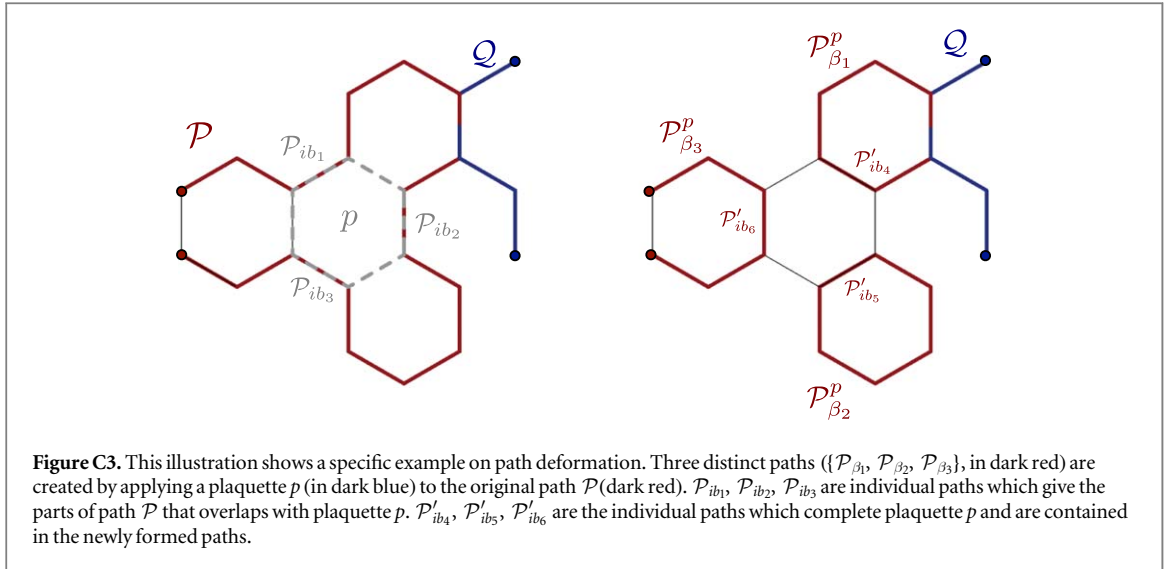 𝒫
𝒫_{ib₁}
p
𝒫_{ib₂}
𝒫_{ib₃}
𝒬
𝒫^p_{β₁}
𝒬
𝒫^p_{β₃}
𝒫′_{ib₄}
𝒫′_{ib₆}
𝒫′_{ib₅}
𝒫^p_{β₂}
Figure C3. This illustration shows a specific example on path deformation. Three distinct paths ({𝒫_{β₁}, 𝒫_{β₂}, 𝒫_{β₃}}, in dark red) are
created by applying a plaquette p (in dark blue) to the original path 𝒫(dark red). 𝒫_{ib₁}, 𝒫_{ib₂}, 𝒫_{ib₃} are individual paths which give the
parts of path 𝒫 that overlaps with plaquette p. 𝒫′_{ib₄}, 𝒫′_{ib₅}, 𝒫′_{ib₆} are the individual paths which complete plaquette p and are contained
in the newly formed paths.